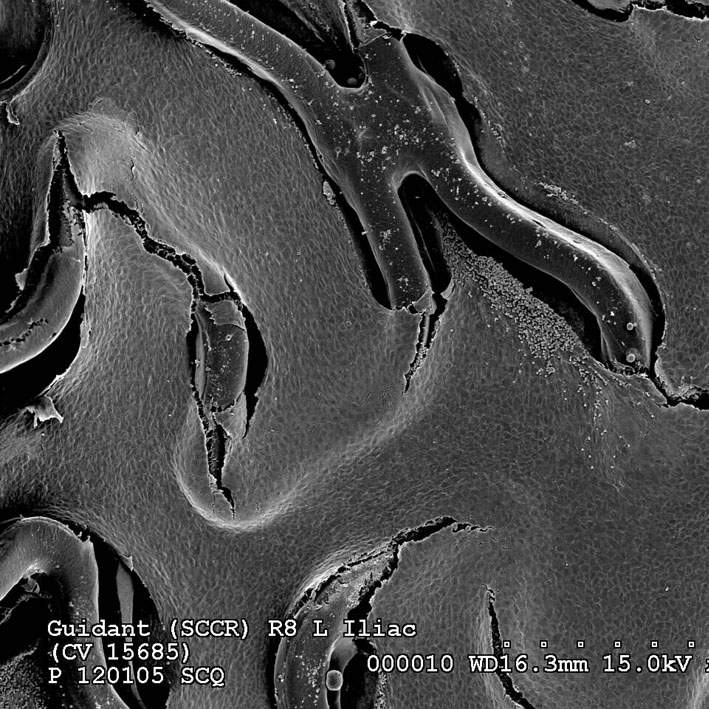 Guidant (SCCR) R8 L Iliac
(CV 15685)
000010 WD16.3mm 15.0kV
P 120105 SCQ